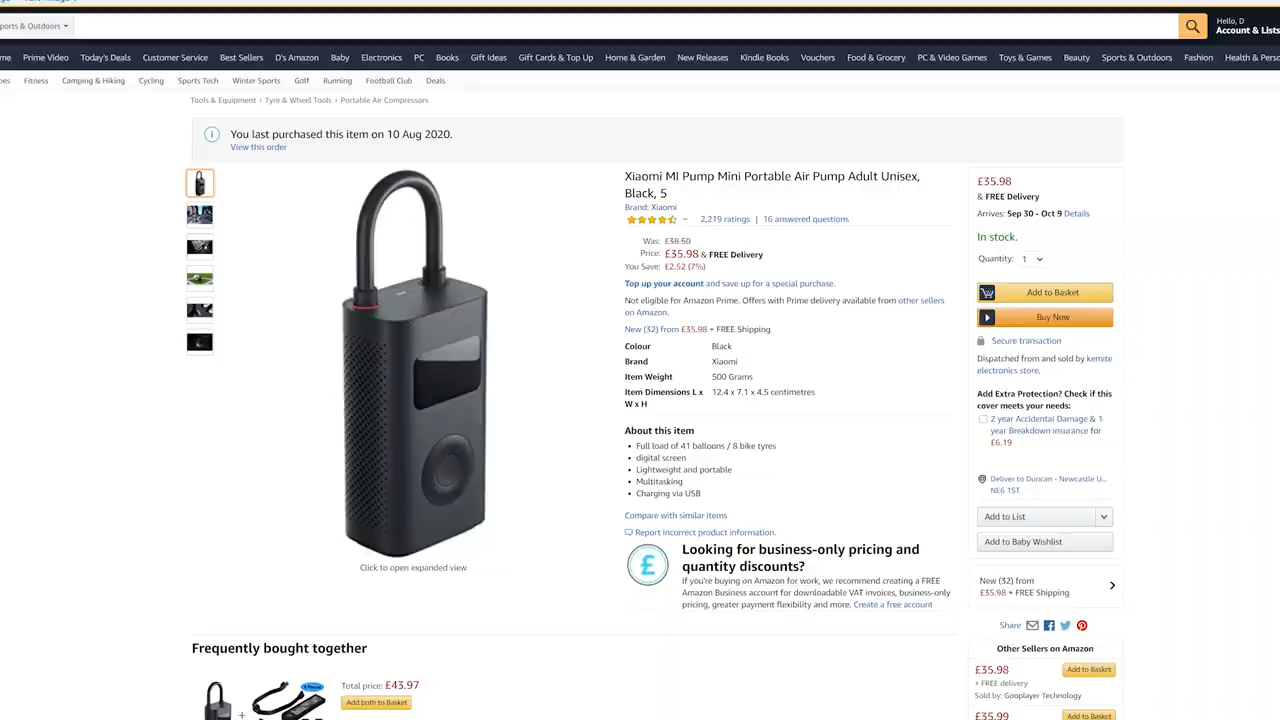 ports & Outdoors
Hello, D
Account & Lists
me Prime Video Today's Deals Customer Service Best Sellers D's Amazon Baby Electronics PC Books Gift Ideas Gift Cards & Top Up Home & Garden New Releases Kindle Books Vouchers Food & Grocery PC & Video Games Toys & Games Beauty Sports & Outdoors Fashion Health & Perso
oes Fitness Camping & Hiking Cycling Sports Tech Winter Sports Golf Running Football Club Deals
Tools & Equipment › Tyre & Wheel Tools › Portable Air Compressors
You last purchased this item on 10 Aug 2020.
View this order
Xiaomi MI Pump Mini Portable Air Pump Adult Unisex,
Black, 5
Brand: Xiaomi
2,219 ratings | 16 answered questions
Was: £38.50
Price: £35.98 & FREE Delivery
You Save: £2.52 (7%)
Top up your account and save up for a special purchase.
Not eligible for Amazon Prime. Offers with Prime delivery available from other sellers
on Amazon.
New (32) from £35.98 + FREE Shipping
Colour Black
Brand Xiaomi
Item Weight 500 Grams
Item Dimensions L x 12.4 x 7.1 x 4.5 centimetres
W x H
About this item
• Full load of 41 balloons / 8 bike tyres
• digital screen
• Lightweight and portable
• Multitasking
• Charging via USB
Compare with similar items
Report incorrect product information.
Looking for business-only pricing and
quantity discounts?
If you're buying on Amazon for work, we recommend creating a FREE
Amazon Business account for downloadable VAT invoices, business-only
pricing, greater payment flexibility and more. Create a free account
Click to open expanded view
£35.98
& FREE Delivery
Arrives: Sep 30 - Oct 9 Details
In stock.
Quantity: 1
Add to Basket
Buy Now
Secure transaction
Dispatched from and sold by kemite
electronics store.
Add Extra Protection? Check if this
cover meets your needs:
2 year Accidental Damage & 1
year Breakdown insurance for
£6.19
Deliver to Duncan - Newcastle U...
NE6 1ST
Add to List
Add to Baby Wishlist
New (32) from
£35.98 + FREE Shipping
Share
Other Sellers on Amazon
£35.98 Add to Basket
+ FREE delivery
Sold by: Gooplayer Technology
£35.99 Add to Basket
Frequently bought together
Total price: £43.97
Add both to Basket